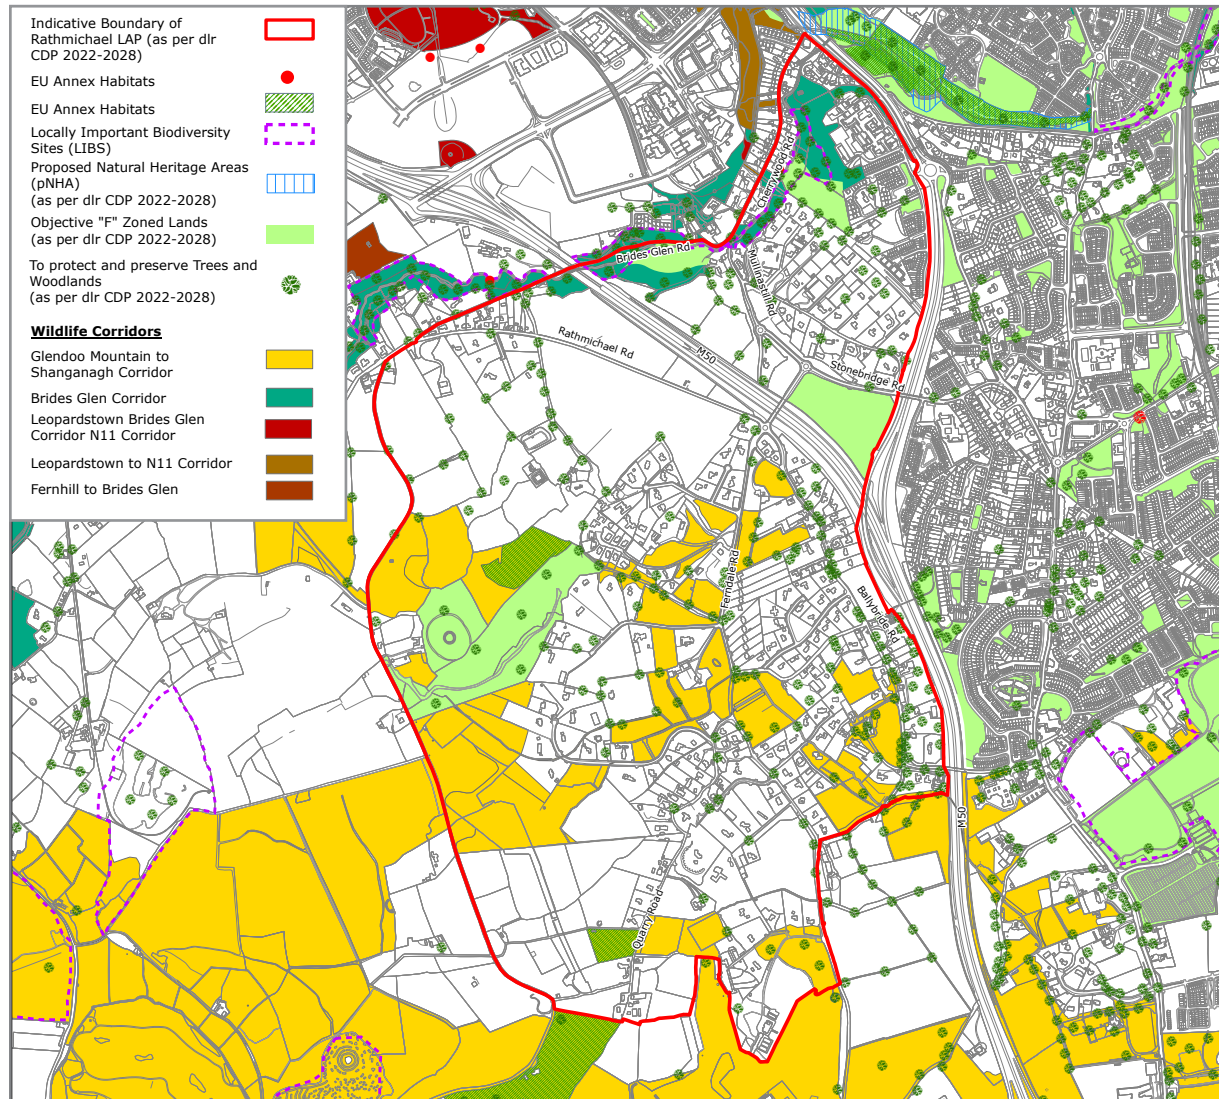 Indicative Boundary of
Rathmichael LAP (as per dlr
CDP 2022-2028)
EU Annex Habitats
EU Annex Habitats
Locally Important Biodiversity
Sites (LIBS)
Proposed Natural Heritage Areas
(pNHA)
(as per dlr CDP 2022-2028)
Objective "F" Zoned Lands
(as per dlr CDP 2022-2028)
To protect and preserve Trees and
Woodlands
(as per dlr CDP 2022-2028)
Wildlife Corridors
Glendoo Mountain to
Shanganagh Corridor
Brides Glen Corridor
Leopardstown Brides Glen
Corridor N11 Corridor
Leopardstown to N11 Corridor
Fernhill to Brides Glen
Cherrywood Rd
Brides Glen Rd
Mullnastill Rd
Rathmichael Rd
M50
Stonebridge Rd
Ferndale Rd
Ballybride Rd
M50
Quarry Road